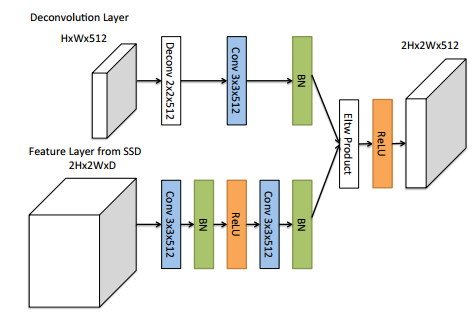 Deconvolution Layer
HxWx512
2Hx2Wx512
Deconv 2x2x512
Conv 3x3x512
BN
Eltw Product
ReLU
Feature Layer from SSD
2Hx2WxD
Conv 3x3x512
BN
ReLU
Conv 3x3x512
BN